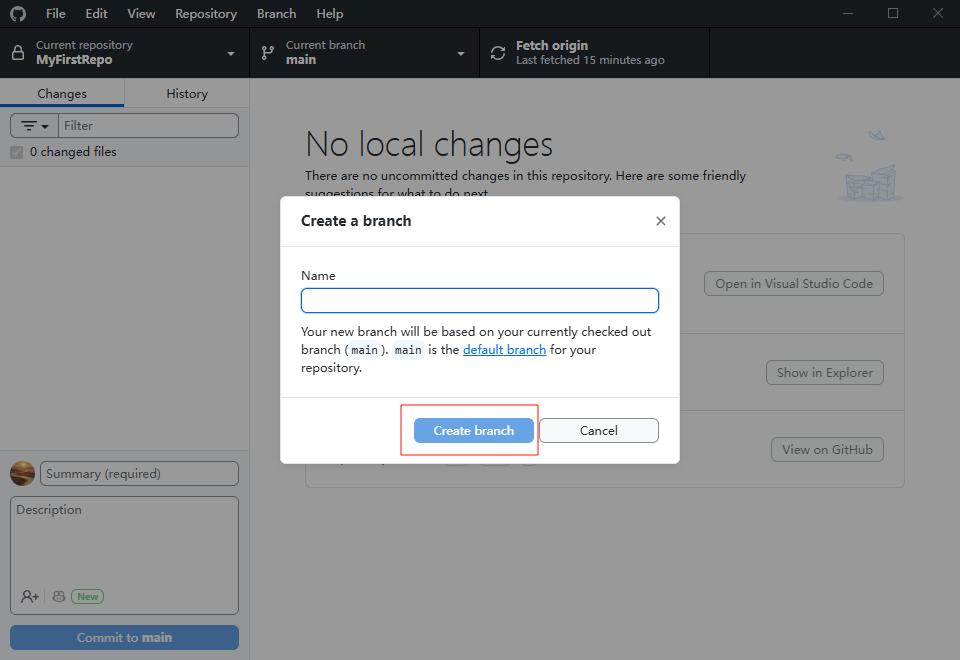 File Edit View Repository Branch Help
Current repository
MyFirstRepo
Current branch
main
Fetch origin
Last fetched 15 minutes ago
Changes
History
Filter
0 changed files
No local changes
There are no uncommitted changes in this repository. Here are some friendly
suggestions for what to do next
Create a branch
Name
Your new branch will be based on your currently checked out
branch (main). main is the default branch for your
repository.
Create branch
Cancel
Open in Visual Studio Code
Show in Explorer
View on GitHub
Summary (required)
Description
New
Commit to main